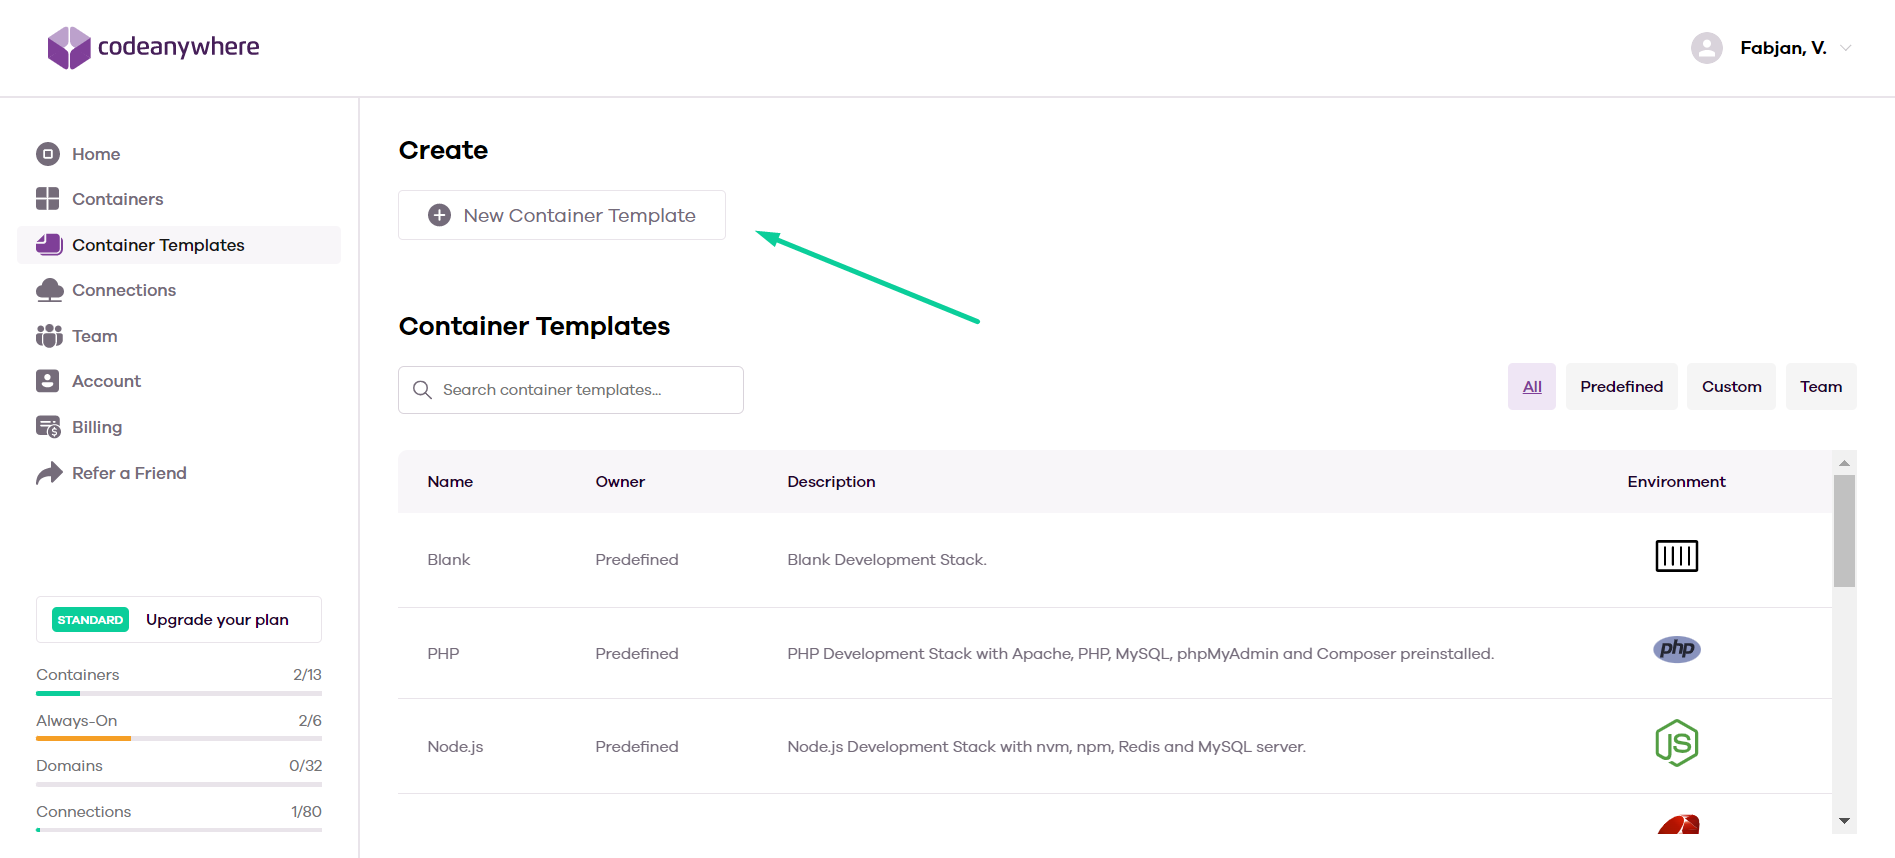 codeanywhere
Fabjan, V.
Home
Containers
Container Templates
Connections
Team
Account
Billing
Refer a Friend
STANDARD Upgrade your plan
Containers 2/13
Always-On 2/6
Domains 0/32
Connections 1/80
Create
New Container Template
Container Templates
Search container templates...
All Predefined Custom Team
Name Owner Description Environment
Blank Predefined Blank Development Stack.
PHP Predefined PHP Development Stack with Apache, PHP, MySQL, phpMyAdmin and Composer preinstalled. php
Node.js Predefined Node.js Development Stack with nvm, npm, Redis and MySQL server. JS